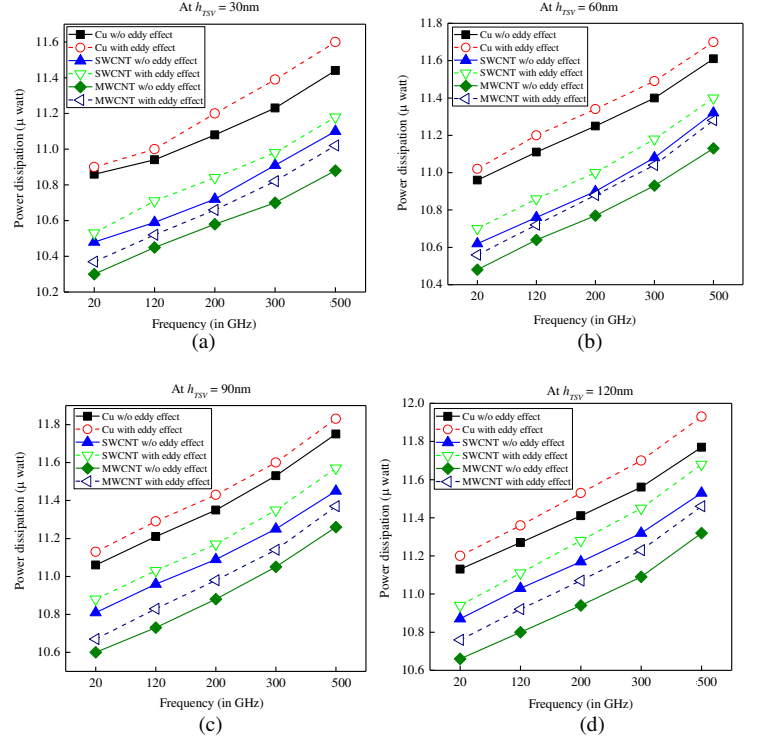 At h_TSV = 30nm
Cu w/o eddy effect
Cu with eddy effect
SWCNT w/o eddy effect
SWCNT with eddy effect
MWCNT w/o eddy effect
MWCNT with eddy effect
Power dissipation (μ watt)
11.6
11.4
11.2
11.0
10.8
10.6
10.4
10.2
20 120 200 300 500
Frequency (in GHz)
(a)
At h_TSV = 60nm
Cu w/o eddy effect
Cu with eddy effect
SWCNT w/o eddy effect
SWCNT with eddy effect
MWCNT w/o eddy effect
MWCNT with eddy effect
Power dissipation (μ watt)
11.8
11.6
11.4
11.2
11.0
10.8
10.6
10.4
20 120 200 300 500
Frequency (in GHz)
(b)
At h_TSV = 90nm
Cu w/o eddy effect
Cu with eddy effect
SWCNT w/o eddy effect
SWCNT with eddy effect
MWCNT w/o eddy effect
MWCNT with eddy effect
Power dissipation (μ watt)
11.8
11.4
11.0
10.6
20 120 200 300 500
Frequency (in GHz)
(c)
At h_TSV = 120nm
Cu w/o eddy effect
Cu with eddy effect
SWCNT w/o eddy effect
SWCNT with eddy effect
MWCNT w/o eddy effect
MWCNT with eddy effect
Power dissipation (μ watt)
12.0
11.8
11.6
11.4
11.2
11.0
10.8
10.6
20 120 200 300 500
Frequency (in GHz)
(d)